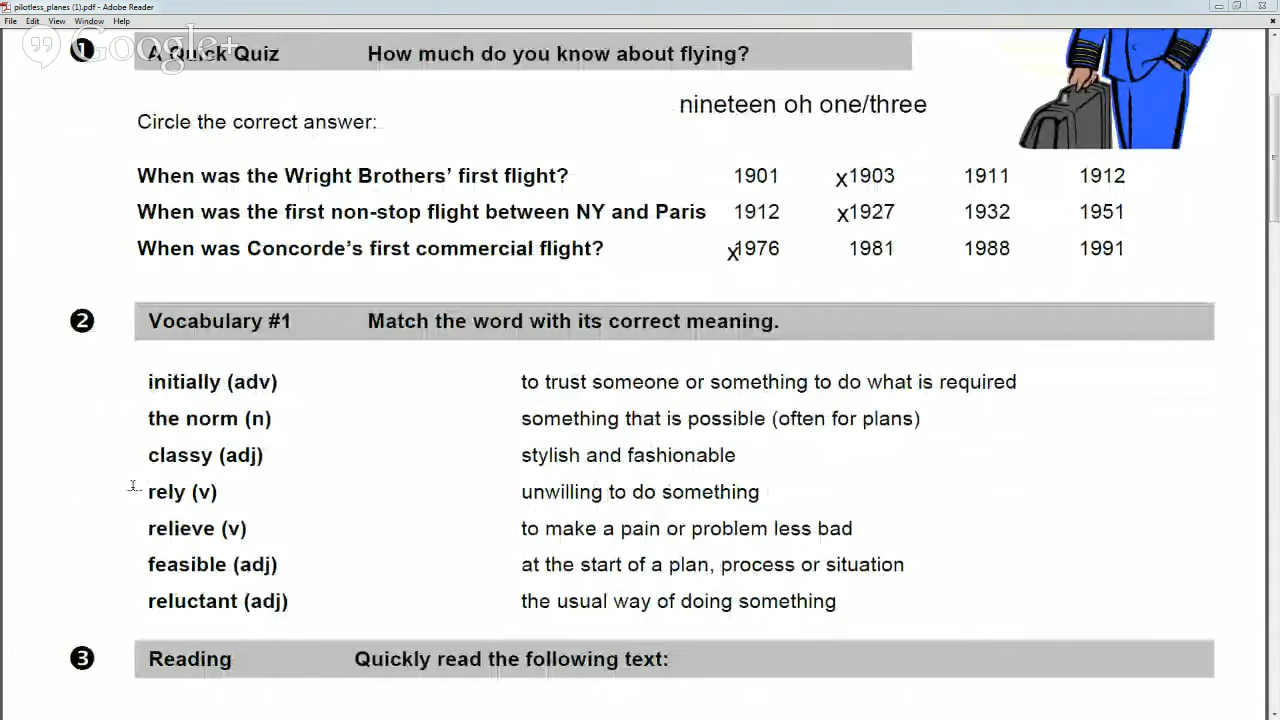 pilotless_planes (1).pdf - Adobe Reader
File Edit View Window Help
Google+
1 A Quick Quiz How much do you know about flying?
nineteen oh one/three
Circle the correct answer:
When was the Wright Brothers' first flight? 1901 x1903 1911 1912
When was the first non-stop flight between NY and Paris 1912 x1927 1932 1951
When was Concorde's first commercial flight? x1976 1981 1988 1991
2 Vocabulary #1 Match the word with its correct meaning.
initially (adv) to trust someone or something to do what is required
the norm (n) something that is possible (often for plans)
classy (adj) stylish and fashionable
rely (v) unwilling to do something
relieve (v) to make a pain or problem less bad
feasible (adj) at the start of a plan, process or situation
reluctant (adj) the usual way of doing something
3 Reading Quickly read the following text: